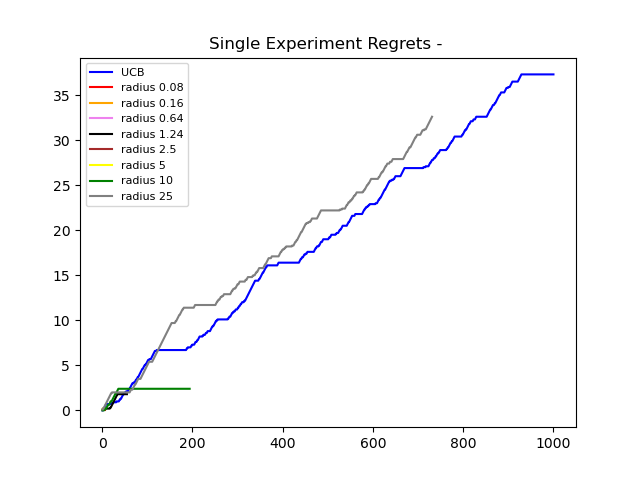 Single Experiment Regrets -
UCB
radius 0.08
radius 0.16
radius 0.64
radius 1.24
radius 2.5
radius 5
radius 10
radius 25
35
30
25
20
15
10
5
0
0 200 400 600 800 1000